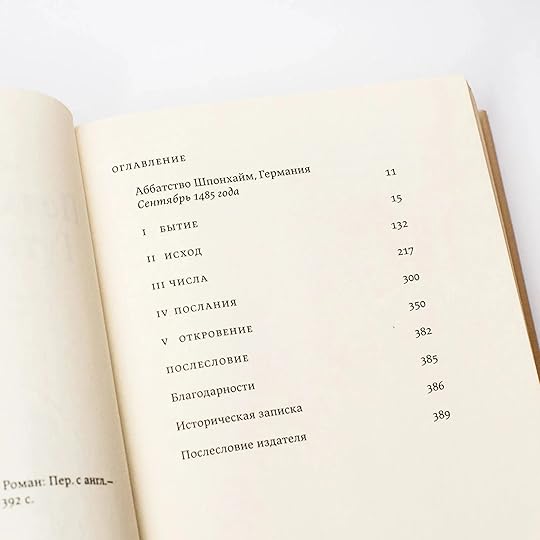 Роман: Пер. с англ.–
392 с.
ОГЛАВЛЕНИЕ
Аббатство Шпонхайм, Германия 11
Сентябрь 1485 года
I БЫТИЕ 15
II ИСХОД 132
III ЧИСЛА 217
IV ПОСЛАНИЯ 300
V ОТКРОВЕНИЕ 350
ПОСЛЕСЛОВИЕ 382
Благодарности 385
Историческая записка 386
Послесловие издателя 389